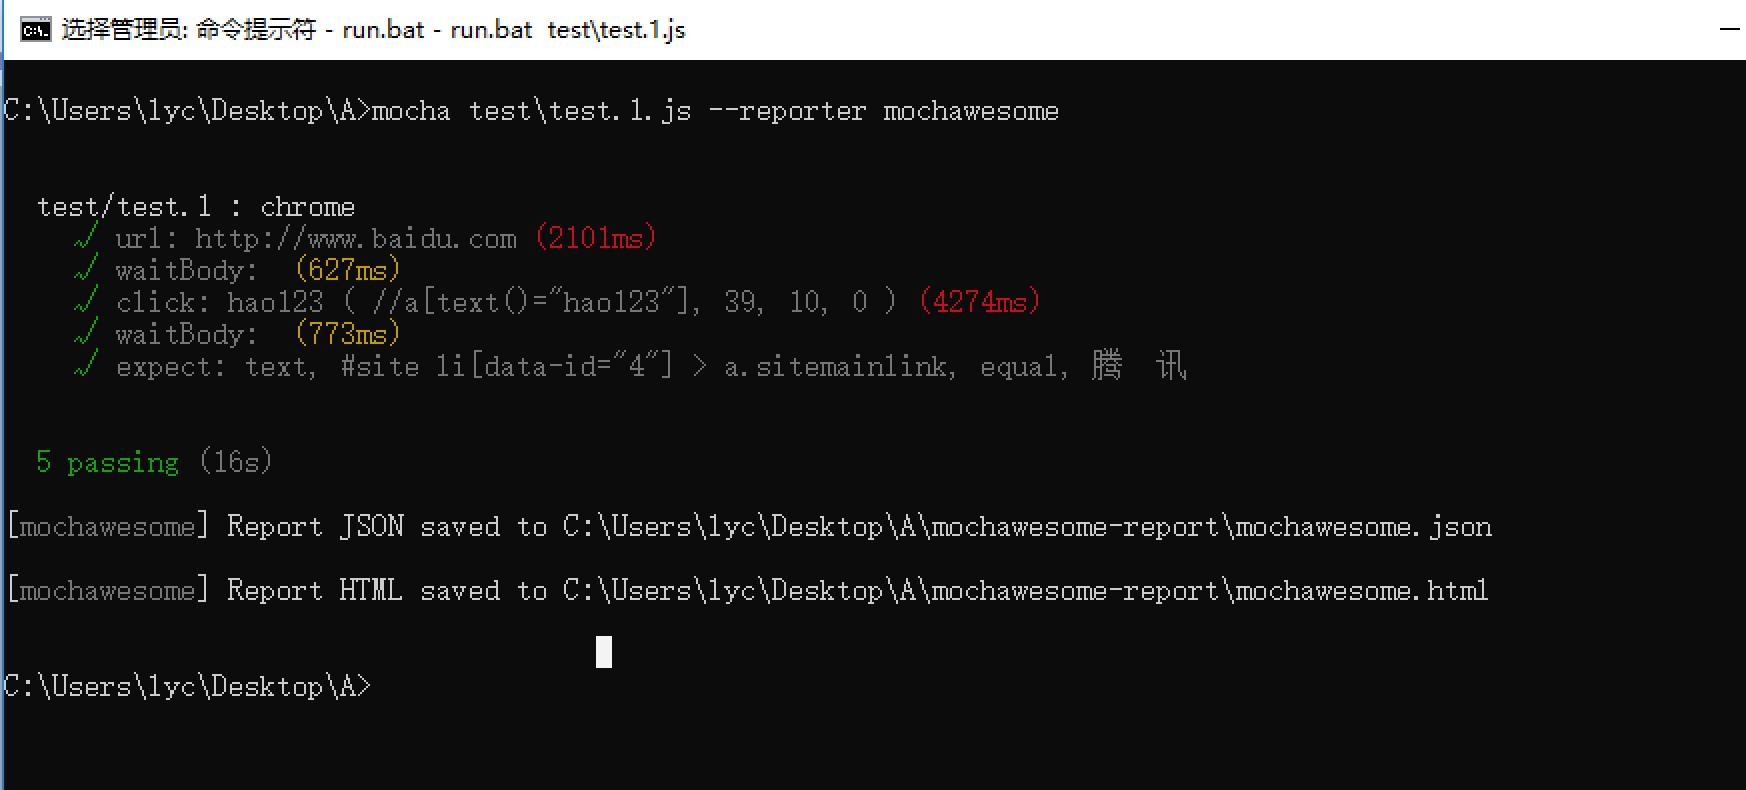 选择管理员: 命令提示符 - run.bat - run.bat  test\test.1.js
C:\Users\lyc\Desktop\A>mocha test\test.1.js --reporter mochawesome
test/test.1 : chrome
√ url: http://www.baidu.com (2101ms)
√ waitBody:  (627ms)
√ click: hao123 ( //a[text()="hao123"], 39, 10, 0 ) (4274ms)
√ waitBody:  (773ms)
√ expect: text, #site li[data-id="4"] > a.sitemainlink, equal, 腾  讯
5 passing (16s)
[mochawesome] Report JSON saved to C:\Users\lyc\Desktop\A\mochawesome-report\mochawesome.json
[mochawesome] Report HTML saved to C:\Users\lyc\Desktop\A\mochawesome-report\mochawesome.html
C:\Users\lyc\Desktop\A>